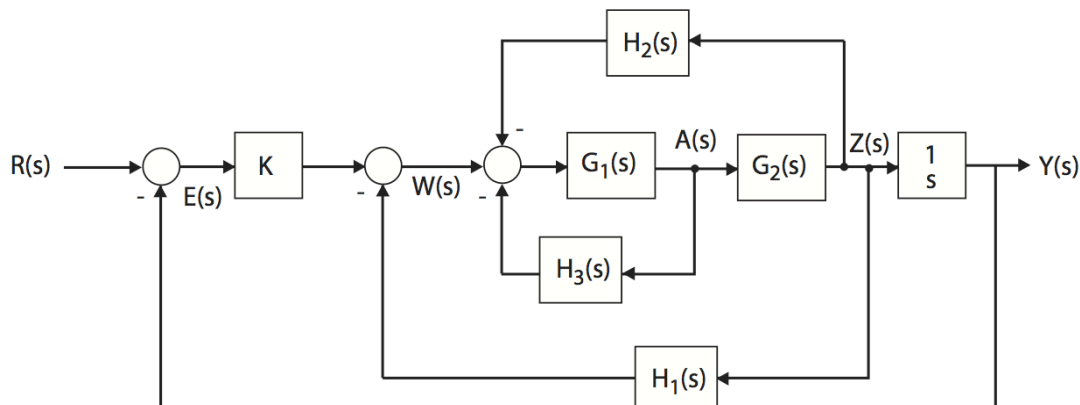 H₂(s)
-
R(s)
K
G₁(s)
A(s)
G₂(s)
Z(s)
1
s
Y(s)
-
E(s)
-
W(s)
-
H₃(s)
H₁(s)